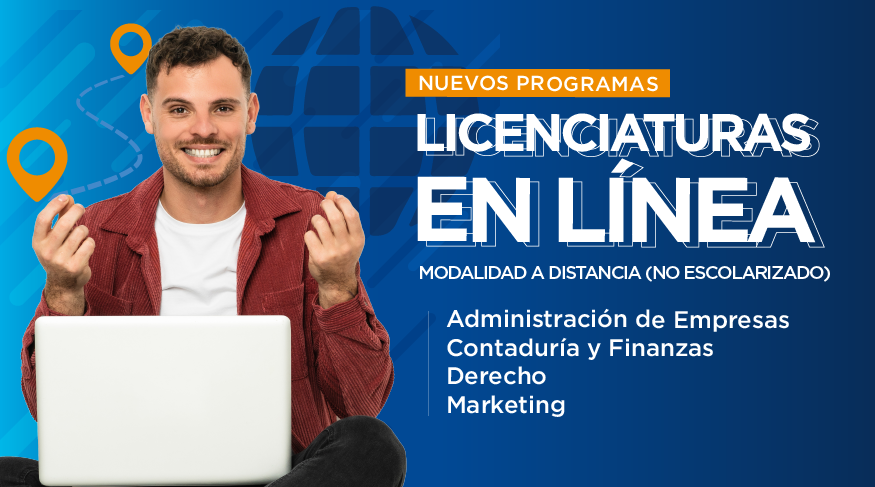 NUEVOS PROGRAMAS
LICENCIATURAS
EN LÍNEA
MODALIDAD A DISTANCIA (NO ESCOLARIZADO)
Administración de Empresas
Contaduría y Finanzas
Derecho
Marketing